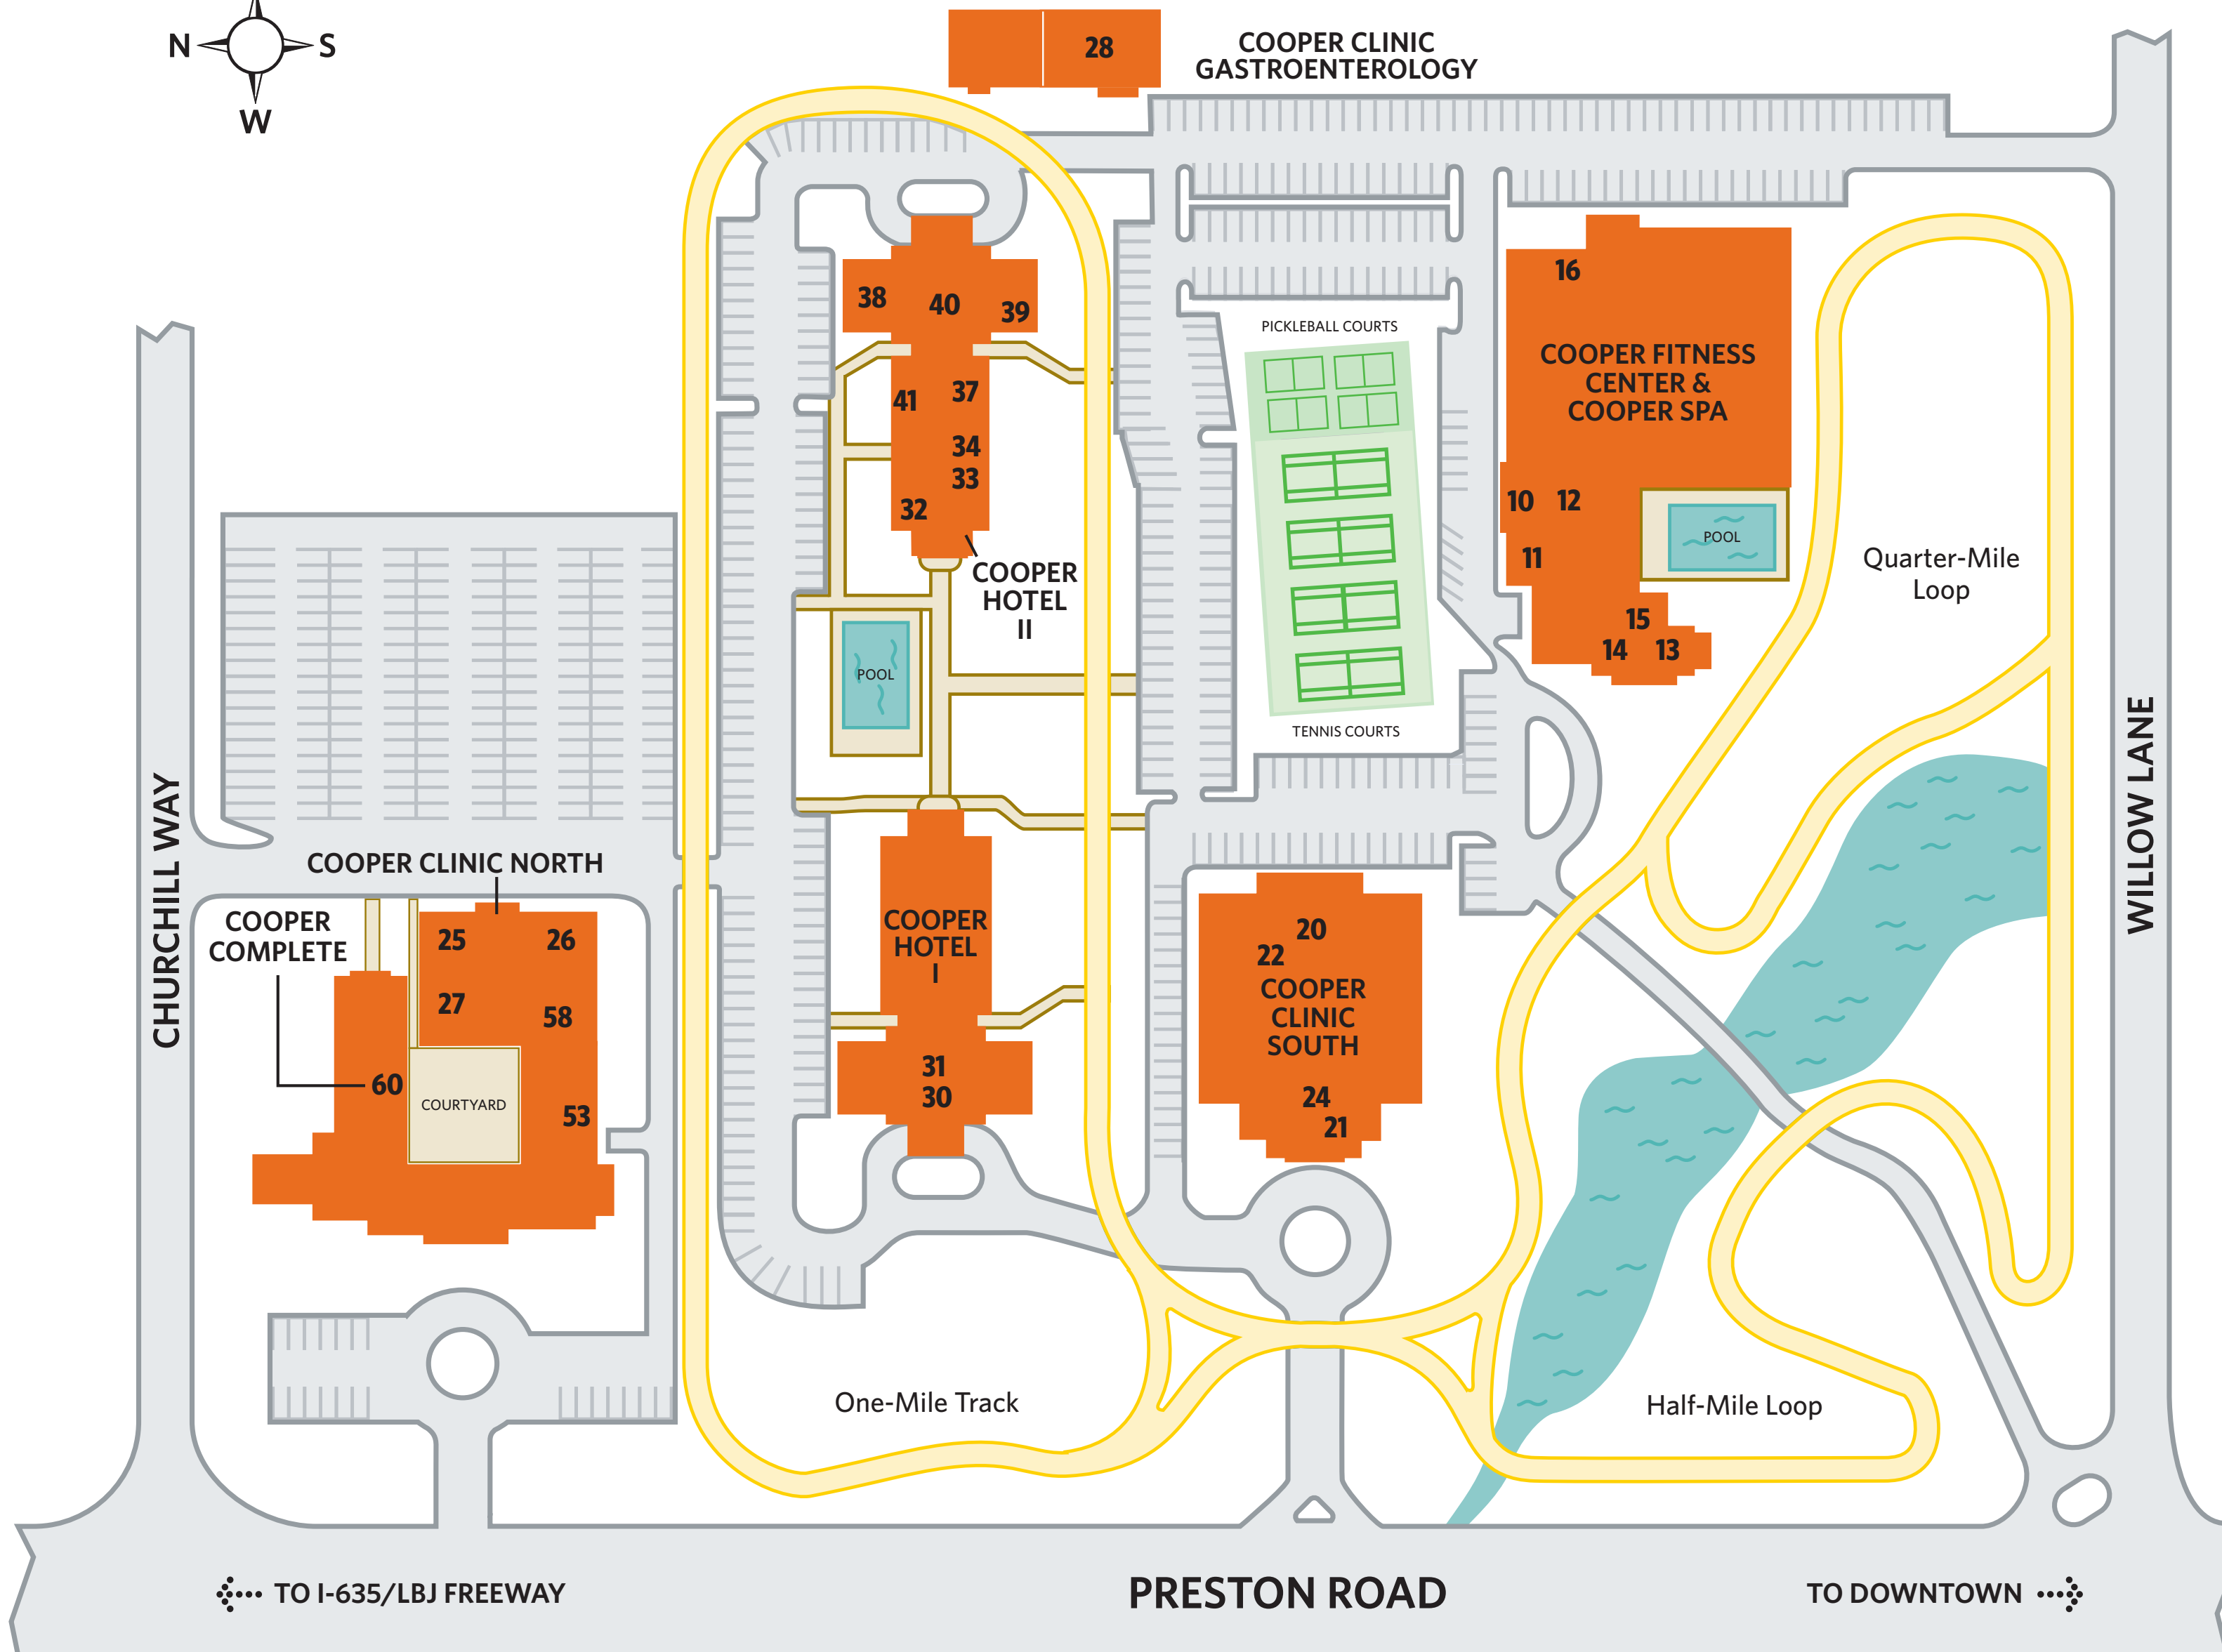 28
COOPER CLINIC
GASTROENTEROLOGY
N
S
W
16
38
40
39
PICKLEBALL COURTS
COOPER FITNESS
CENTER &
COOPER SPA
41
37
34
33
32
10
12
11
POOL
15
14
13
Quarter-Mile
Loop
COOPER
HOTEL
II
POOL
TENNIS COURTS
CHURCHILL WAY
WILLOW LANE
COOPER CLINIC NORTH
COOPER
COMPLETE
25
26
27
58
60
COURTYARD
53
COOPER
HOTEL
I
31
30
20
22
COOPER
CLINIC
SOUTH
24
21
One-Mile Track
Half-Mile Loop
TO I-635/LBJ FREEWAY
PRESTON ROAD
TO DOWNTOWN